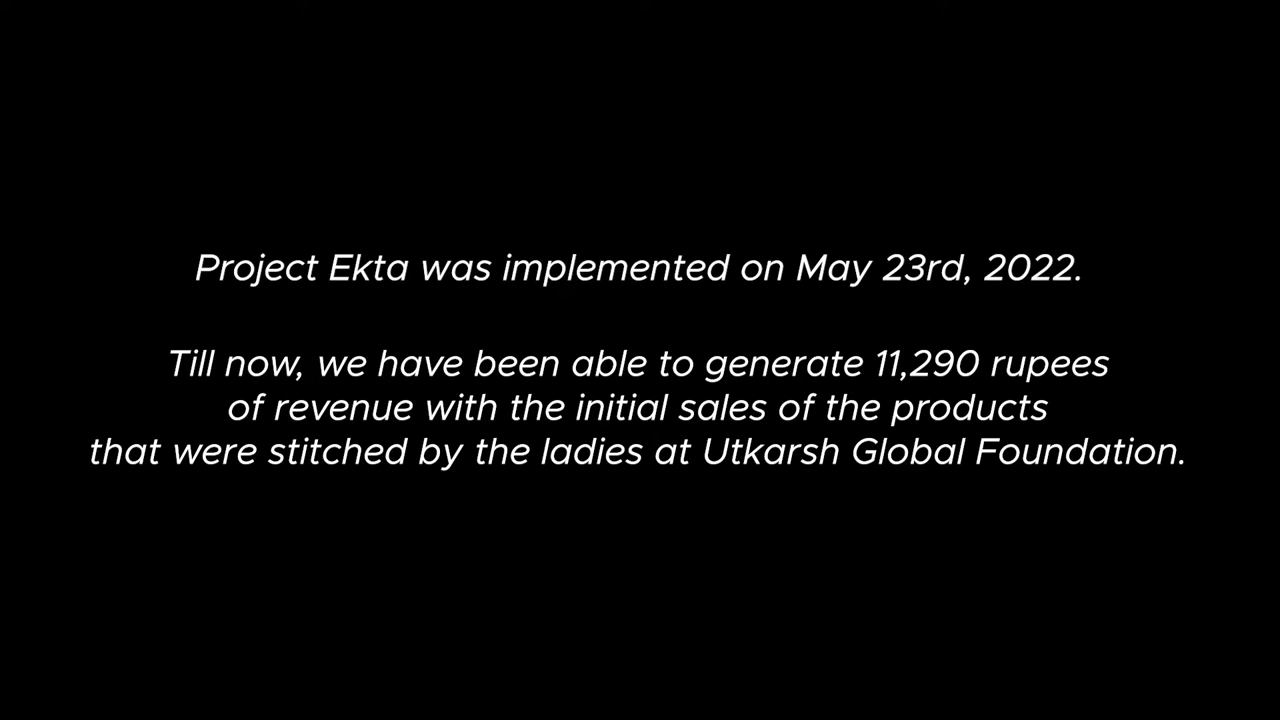 Project Ekta was implemented on May 23rd, 2022.
Till now, we have been able to generate 11,290 rupees
of revenue with the initial sales of the products
that were stitched by the ladies at Utkarsh Global Foundation.